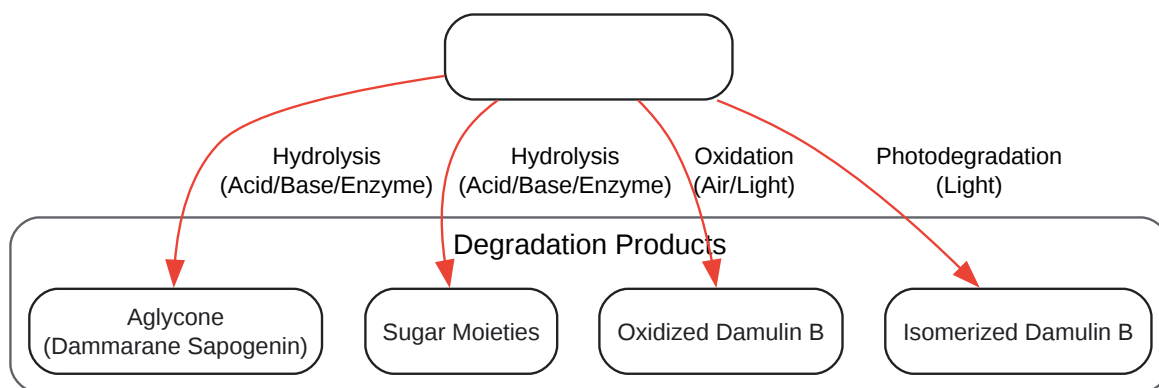 Hydrolysis
(Acid/Base/Enzyme)
Hydrolysis
(Acid/Base/Enzyme)
Oxidation
(Air/Light)
Photodegradation
(Light)
Degradation Products
Aglycone
(Dammarane Sapogenin)
Sugar Moieties
Oxidized Damulin B
Isomerized Damulin B